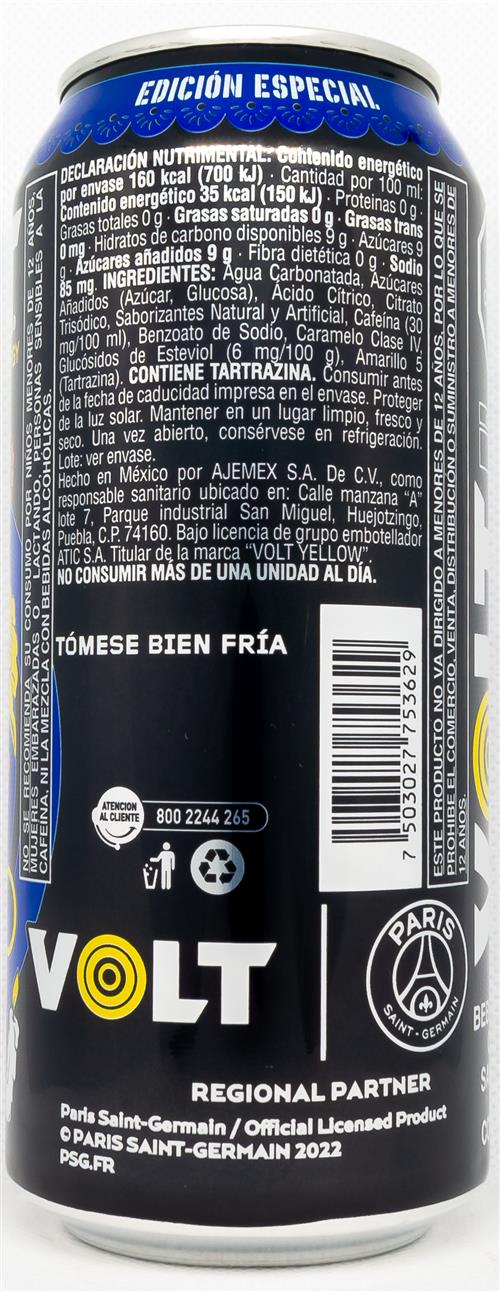 EDICIÓN ESPECIAL
DECLARACIÓN NUTRIMENTAL: Contenido energético
por envase 160 kcal (700 kJ) · Cantidad por 100 ml:
Contenido energético 35 kcal (150 kJ) · Proteínas 0 g ·
Grasas totales 0 g · Grasas saturadas 0 g · Grasas trans
0 mg · Hidratos de carbono disponibles 9 g · Azúcares 9
g · Azúcares añadidos 9 g · Fibra dietética 0 g · Sodio
85 mg. INGREDIENTES: Agua Carbonatada, Azúcares
Añadidos (Azúcar, Glucosa), Ácido Cítrico, Citrato
Trisódico, Saborizantes Natural y Artificial, Cafeína (30
mg/100 ml), Benzoato de Sodio, Caramelo Clase IV,
Glucósidos de Esteviol (6 mg/100 g), Amarillo 5
(Tartrazina). CONTIENE TARTRAZINA. Consumir antes
de la fecha de caducidad impresa en el envase. Proteger
de la luz solar. Mantener en un lugar limpio, fresco y
seco. Una vez abierto, consérvese en refrigeración.
Lote: ver envase.
Hecho en México por AJEMEX S.A. De C.V., como
responsable sanitario ubicado en: Calle manzana "A"
lote 7, Parque industrial San Miguel, Huejotzingo,
Puebla, C.P. 74160. Bajo licencia de grupo embotellador
ATIC S.A. Titular de la marca "VOLT YELLOW".
NO CONSUMIR MÁS DE UNA UNIDAD AL DÍA.
NO SE RECOMIENDA SU CONSUMO POR NIÑOS MENORES DE 12 AÑOS,
MUJERES EMBARAZADAS O LACTANDO, PERSONAS SENSIBLES A LA
CAFEÍNA, NI LA MEZCLA CON BEBIDAS ALCOHÓLICAS.
ESTE PRODUCTO NO VA DIRIGIDO A MENORES DE 12 AÑOS, POR LO QUE SE
PROHIBE EL COMERCIO, VENTA, DISTRIBUCIÓN O SUMINISTRO A MENORES DE
12 AÑOS.
TÓMESE BIEN FRÍA
7 503027 753629
ATENCION
AL CLIENTE
800 2244 265
VOLT
PARIS
SAINT-GERMAIN
REGIONAL PARTNER
Paris Saint-Germain / Official Licensed Product
© PARIS SAINT-GERMAIN 2022
PSG.FR